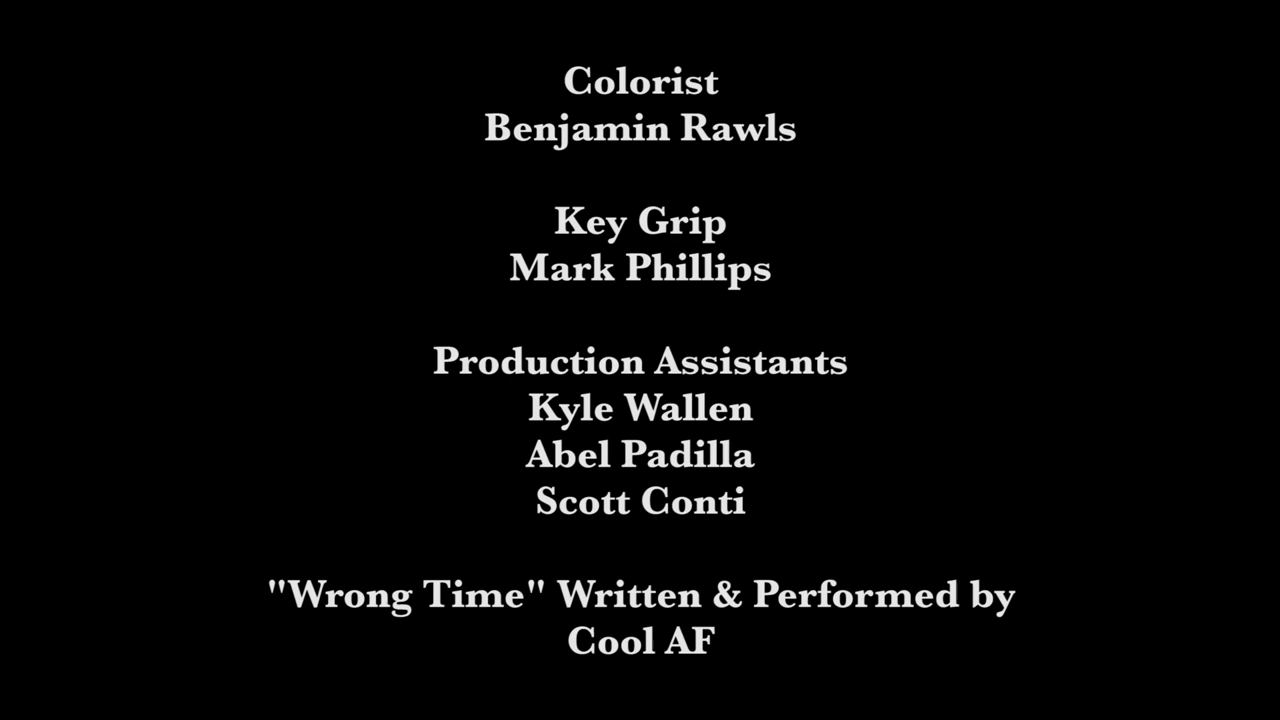 Colorist
Benjamin Rawls
Key Grip
Mark Phillips
Production Assistants
Kyle Wallen
Abel Padilla
Scott Conti
"Wrong Time" Written & Performed by
Cool AF